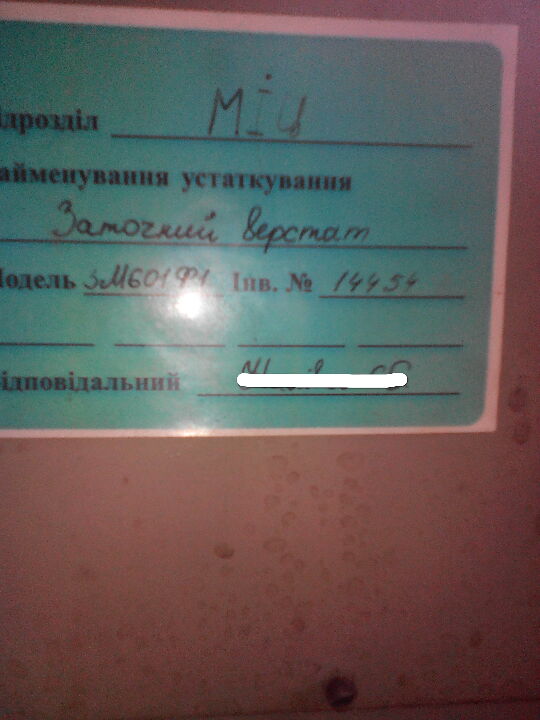 ідрозділ МІЦ
айменування устаткування
Заточний верстат
Модель 3М601Ф1 Інв. № 14454
ідповідальний